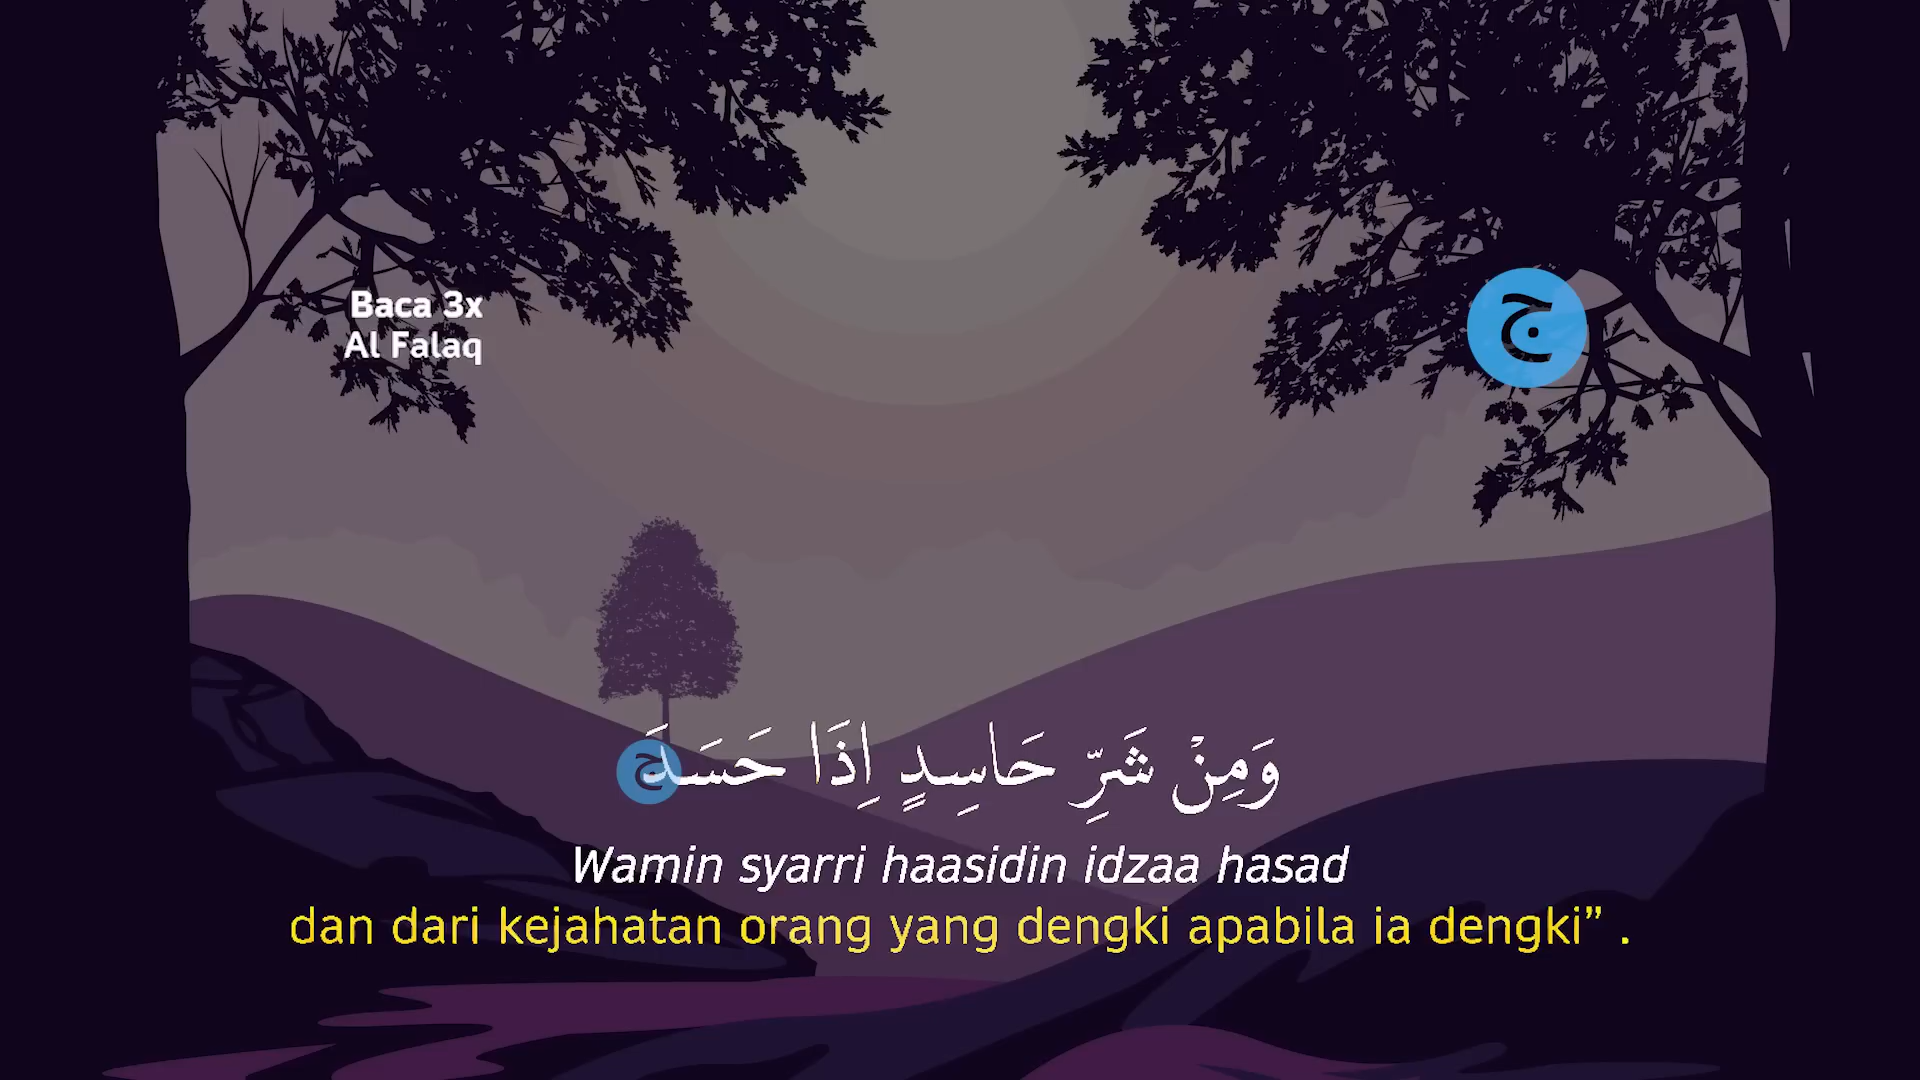 Baca 3x
Al Falaq
ج
وَمِنْ شَرِّ حَاسِدٍ اِذَا حَسَدَ ج
Wamin syarri haasidin idzaa hasad
dan dari kejahatan orang yang dengki apabila ia dengki” .